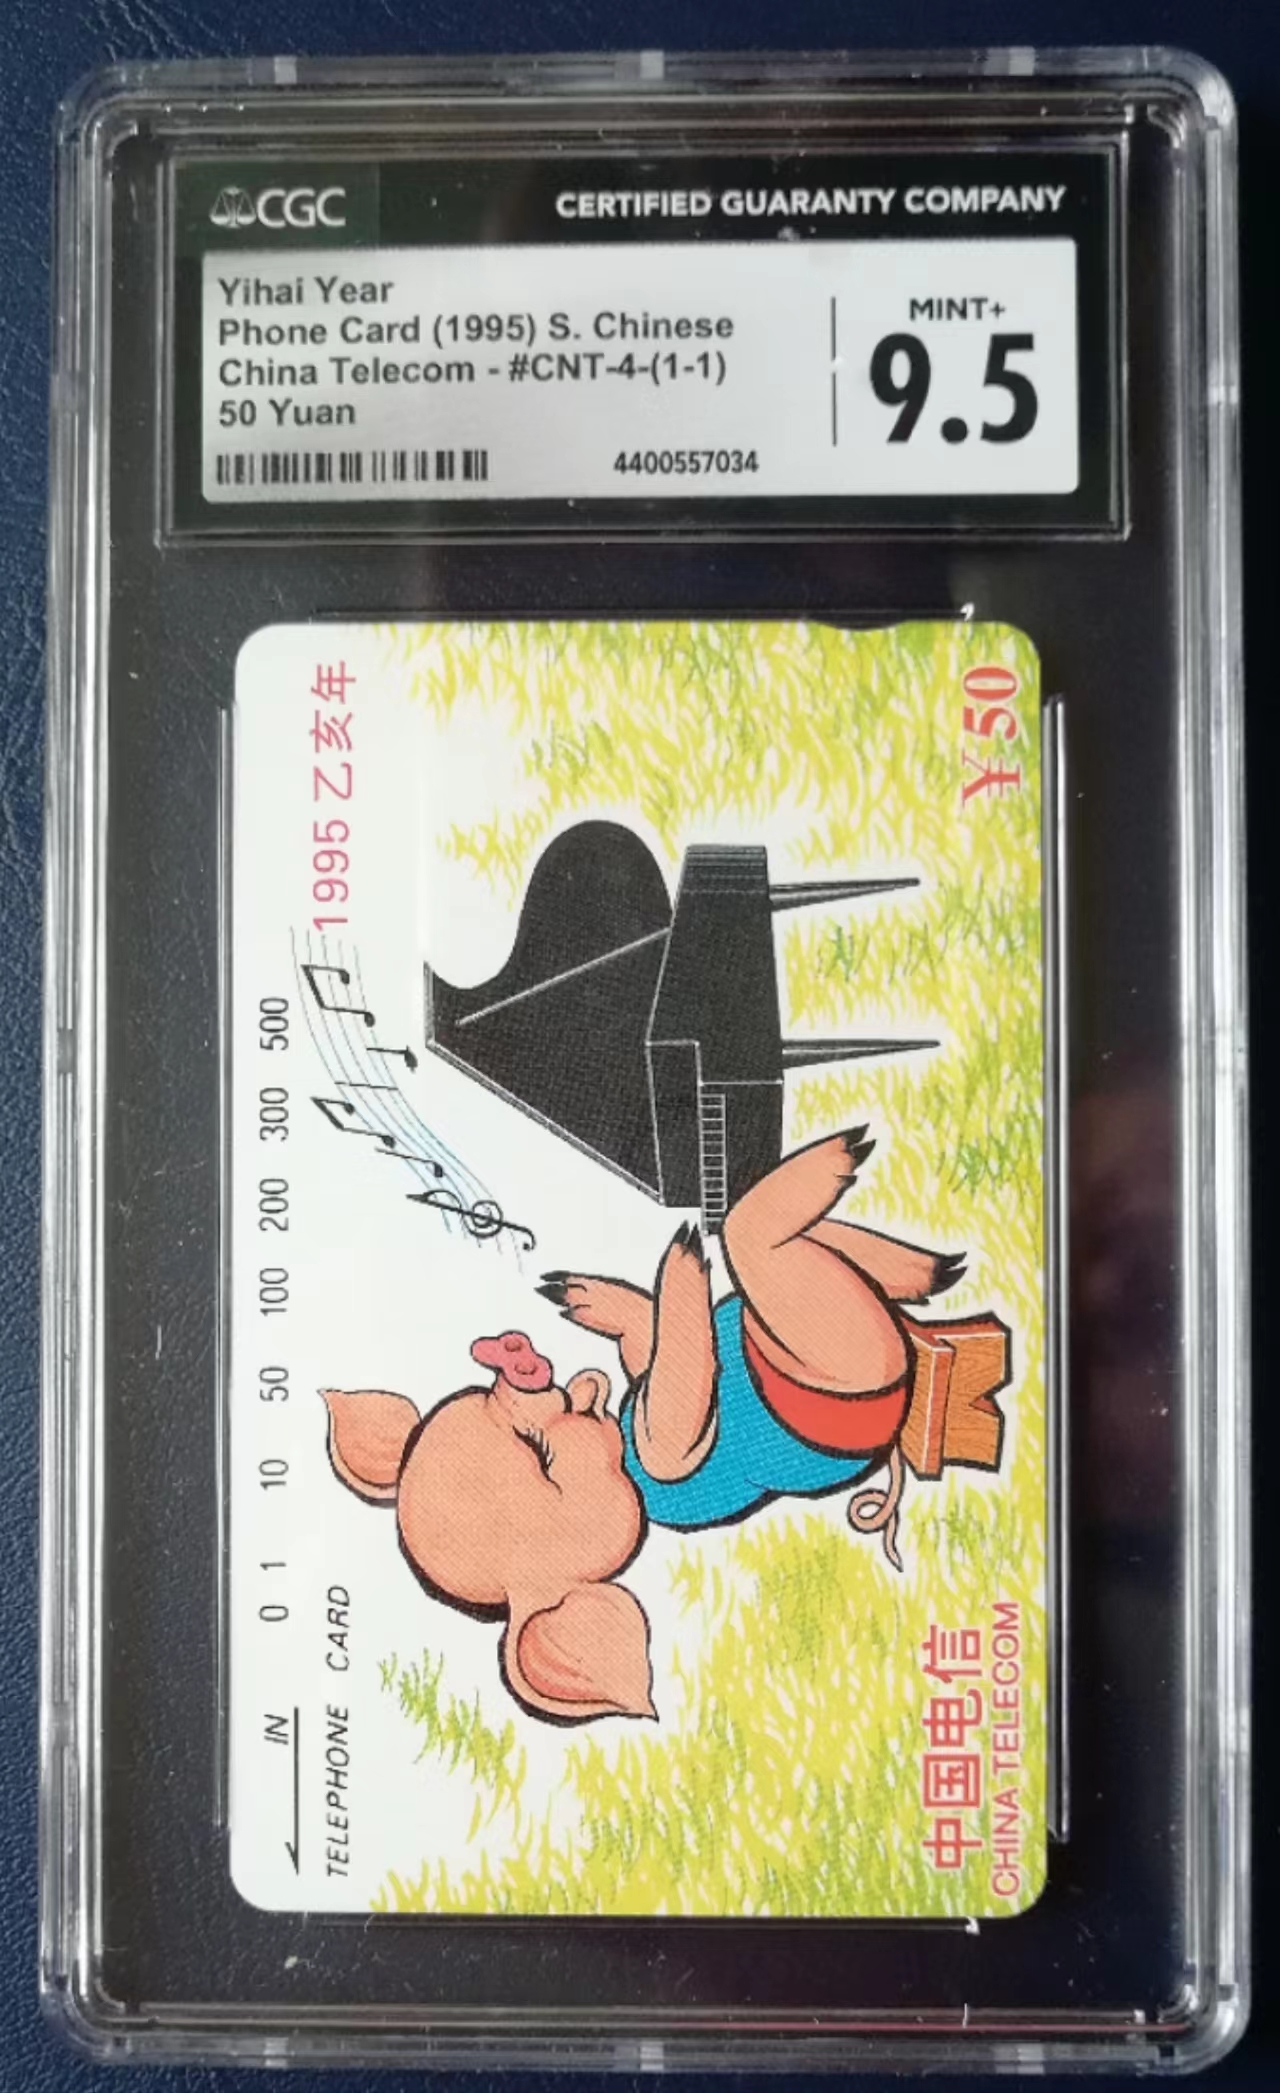 CGC
CERTIFIED GUARANTY COMPANY
Yihai Year
Phone Card (1995) S. Chinese
China Telecom - #CNT-4-(1-1)
50 Yuan
4400557034
MINT+
9.5
IN
0 1 10 50 100 200 300 500
TELEPHONE CARD
1995 乙亥年
中国电信
CHINA TELECOM
¥50